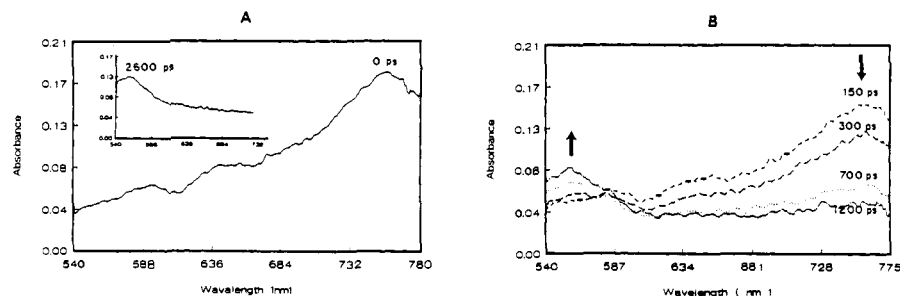 A
0.21
0.17
0.13
0.08
0.04
0.00
540
588
636
684
732
780
Absorbance
Wavelength (nm)
0 ps
2600 ps
0.17
0.13
0.08
0.04
0.00
540
588
636
684
732
B
0.21
0.17
0.13
0.08
0.04
0.00
540
587
634
681
728
775
Absorbance
Wavelength ( nm )
150 ps
300 ps
700 ps
1200 ps